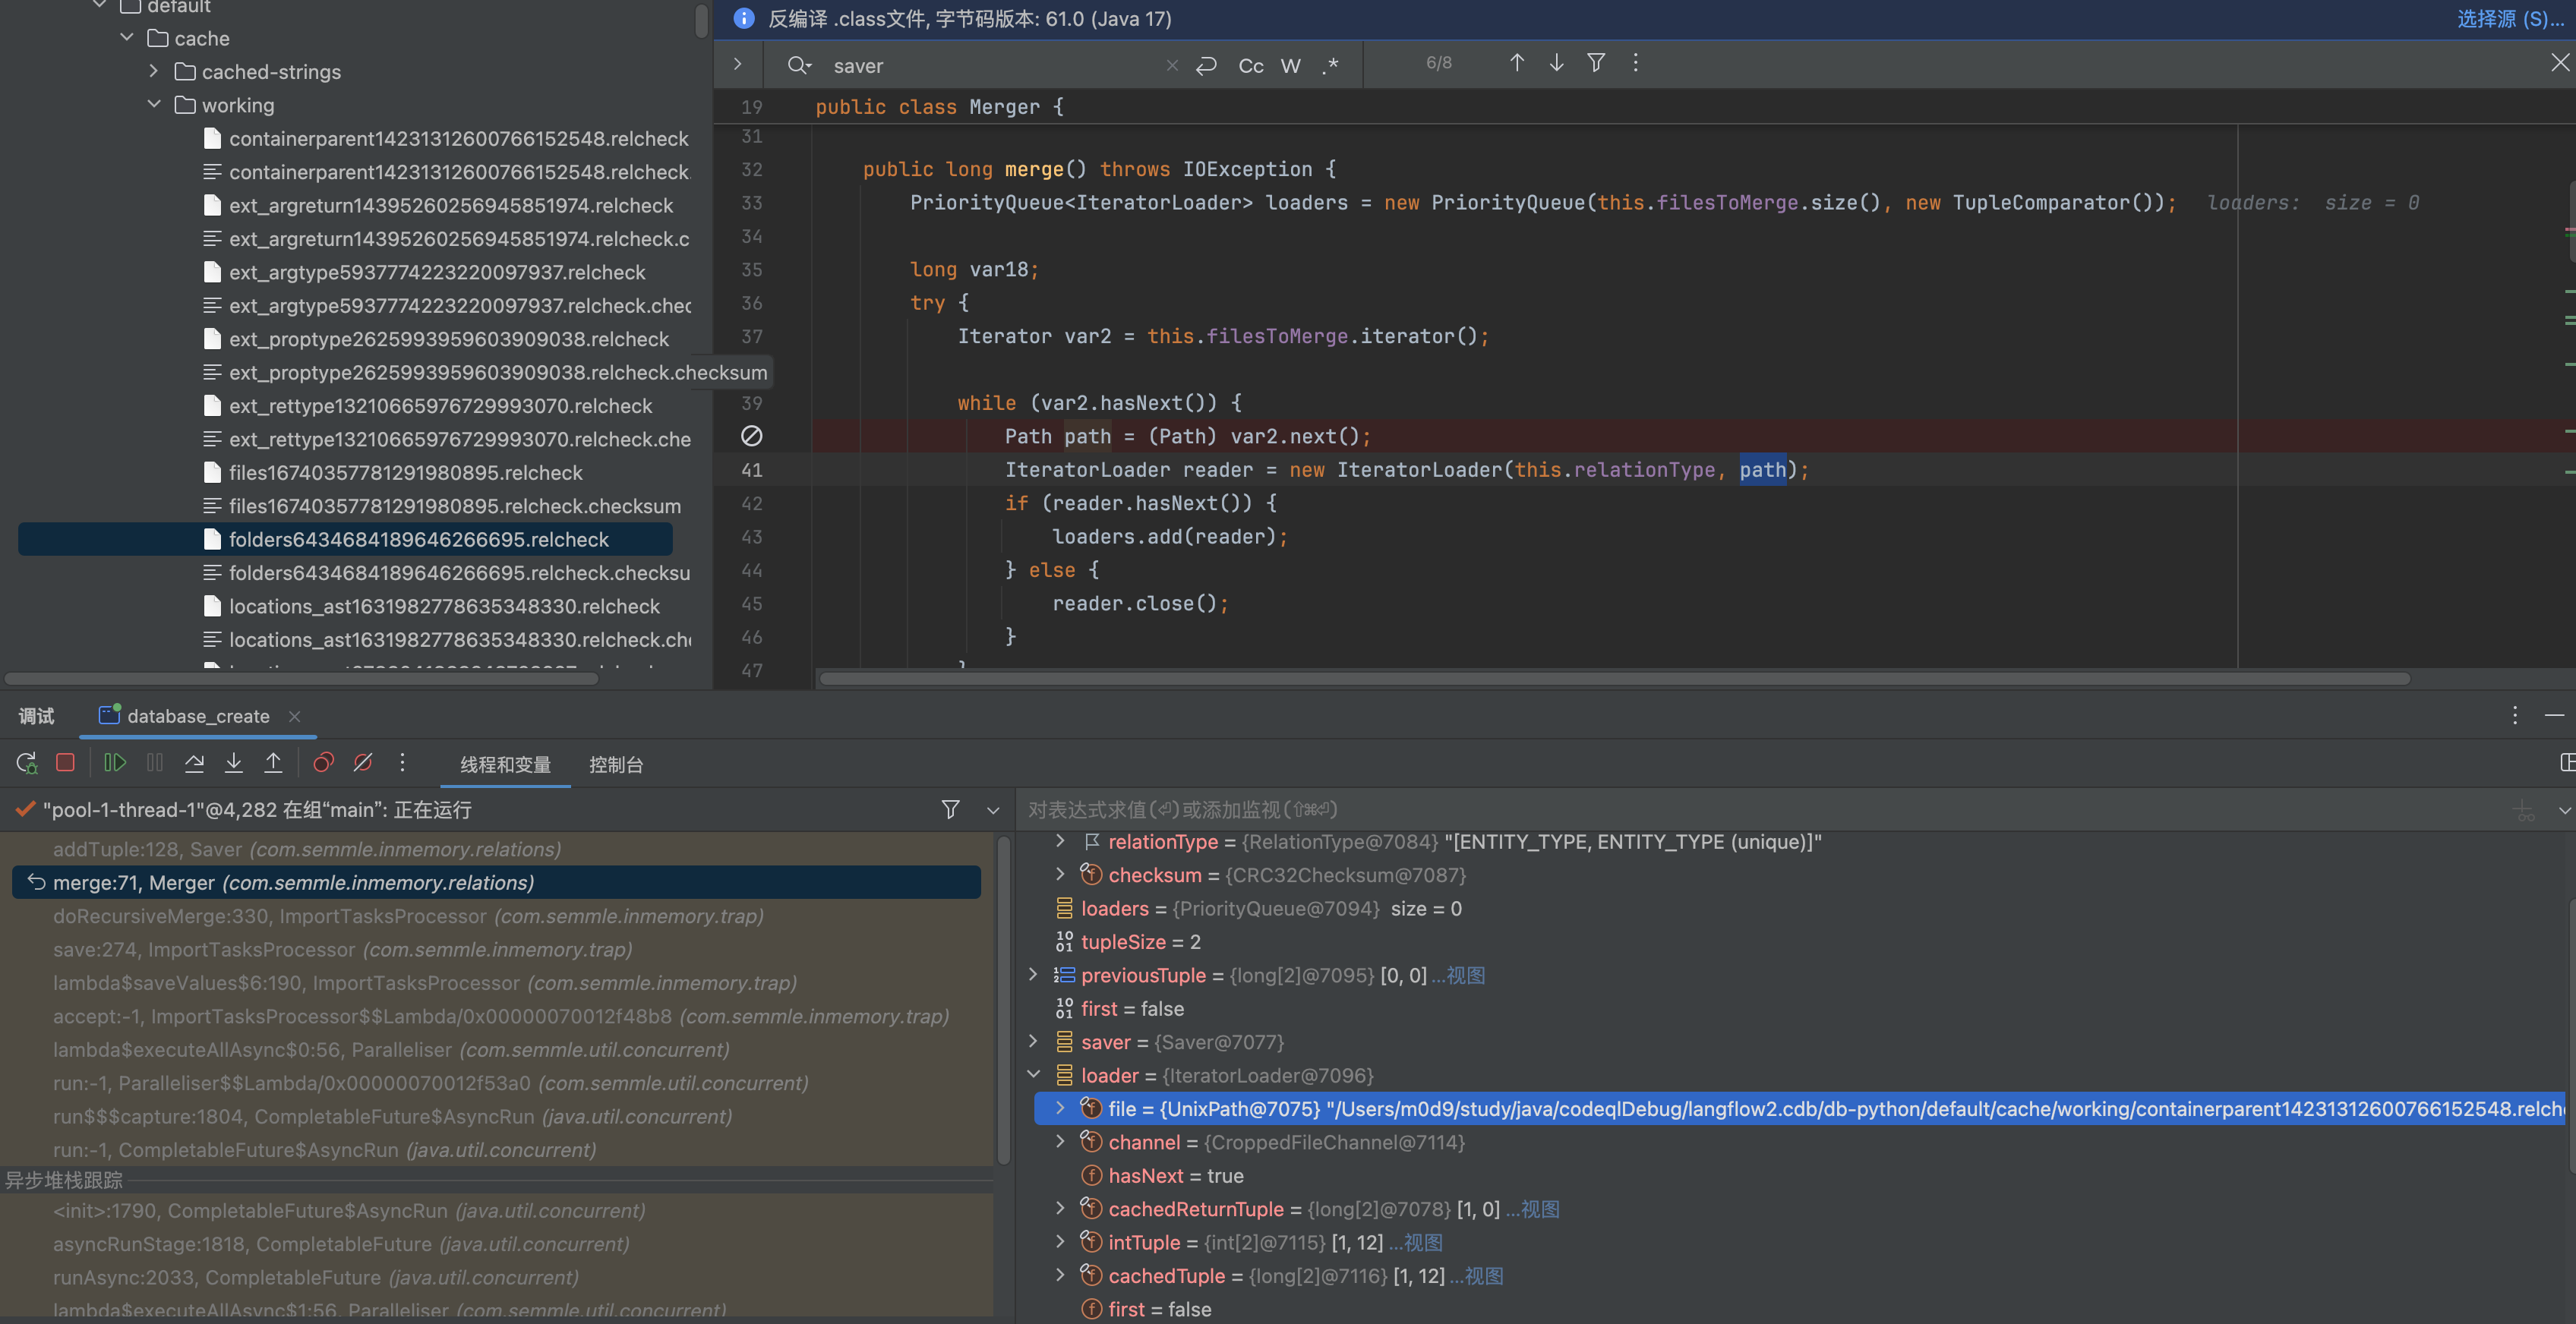 default
cache
cached-strings
working
containerparent14231312600766152548.relcheck
containerparent14231312600766152548.relcheck.
ext_argreturn14395260256945851974.relcheck
ext_argreturn14395260256945851974.relcheck.c
ext_argtype5937774223220097937.relcheck
ext_argtype5937774223220097937.relcheck.chec
ext_proptype2625993959603909038.relcheck
ext_proptype2625993959603909038.relcheck.checksum
ext_rettype13210665976729993070.relcheck
ext_rettype13210665976729993070.relcheck.che
files16740357781291980895.relcheck
files16740357781291980895.relcheck.checksum
folders6434684189646266695.relcheck
folders6434684189646266695.relcheck.checksu
locations_ast1631982778635348330.relcheck
locations_ast1631982778635348330.relcheck.che
反编译 .class文件, 字节码版本: 61.0 (Java 17)
选择源 (S)...
saver
Cc W .*
6/8
19 public class Merger {
31
32 public long merge() throws IOException {
33 PriorityQueue<IteratorLoader> loaders = new PriorityQueue(this.filesToMerge.size(), new TupleComparator()); loaders: size = 0
34
35 long var18;
36 try {
37 Iterator var2 = this.filesToMerge.iterator();
39 while (var2.hasNext()) {
Path path = (Path) var2.next();
41 IteratorLoader reader = new IteratorLoader(this.relationType, path);
42 if (reader.hasNext()) {
43 loaders.add(reader);
44 } else {
45 reader.close();
46 }
47
调试
database_create
线程和变量
控制台
"pool-1-thread-1"@4,282 在组“main”: 正在运行
addTuple:128, Saver (com.semmle.inmemory.relations)
merge:71, Merger (com.semmle.inmemory.relations)
doRecursiveMerge:330, ImportTasksProcessor (com.semmle.inmemory.trap)
save:274, ImportTasksProcessor (com.semmle.inmemory.trap)
lambda$saveValues$6:190, ImportTasksProcessor (com.semmle.inmemory.trap)
accept:-1, ImportTasksProcessor$$Lambda/0x00000070012f48b8 (com.semmle.inmemory.trap)
lambda$executeAllAsync$0:56, Paralleliser (com.semmle.util.concurrent)
run:-1, Paralleliser$$Lambda/0x00000070012f53a0 (com.semmle.util.concurrent)
run$$$capture:1804, CompletableFuture$AsyncRun (java.util.concurrent)
run:-1, CompletableFuture$AsyncRun (java.util.concurrent)
异步堆栈跟踪
<init>:1790, CompletableFuture$AsyncRun (java.util.concurrent)
asyncRunStage:1818, CompletableFuture (java.util.concurrent)
runAsync:2033, CompletableFuture (java.util.concurrent)
lambda$executeAllAsync$1:56, Paralleliser (com.semmle.util.concurrent)
对表达式求值(⏎)或添加监视(⇧⌘⏎)
relationType = {RelationType@7084} "[ENTITY_TYPE, ENTITY_TYPE (unique)]"
checksum = {CRC32Checksum@7087}
loaders = {PriorityQueue@7094} size = 0
tupleSize = 2
previousTuple = {long[2]@7095} [0, 0] ...视图
first = false
saver = {Saver@7077}
loader = {IteratorLoader@7096}
file = {UnixPath@7075} "/Users/m0d9/study/java/codeqlDebug/langflow2.cdb/db-python/default/cache/working/containerparent14231312600766152548.relch
channel = {CroppedFileChannel@7114}
hasNext = true
cachedReturnTuple = {long[2]@7078} [1, 0] ...视图
intTuple = {int[2]@7115} [1, 12] ...视图
cachedTuple = {long[2]@7116} [1, 12] ...视图
first = false